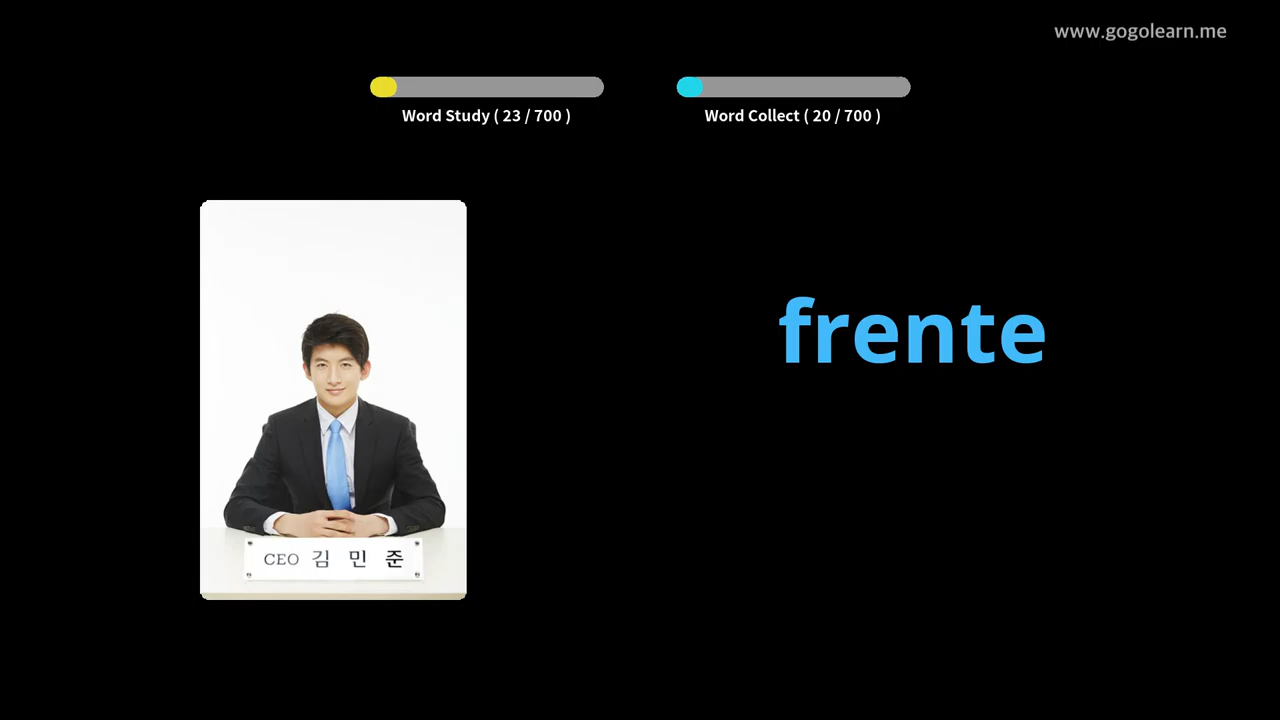 www.gogolearn.me
Word Study ( 23 / 700 )
Word Collect ( 20 / 700 )
frente
CEO 김 민 준